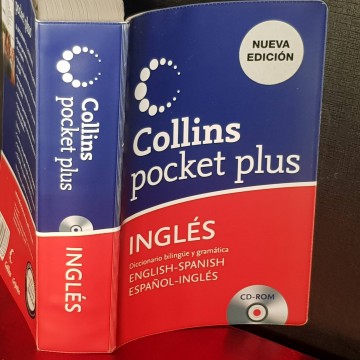 NUEVA
EDICIÓN
Collins
pocket plus
INGLÉS
Diccionario bilingüe y gramática
ENGLISH-SPANISH
ESPAÑOL-INGLÉS
CD-ROM
Collins
pocket plus
INGLÉS